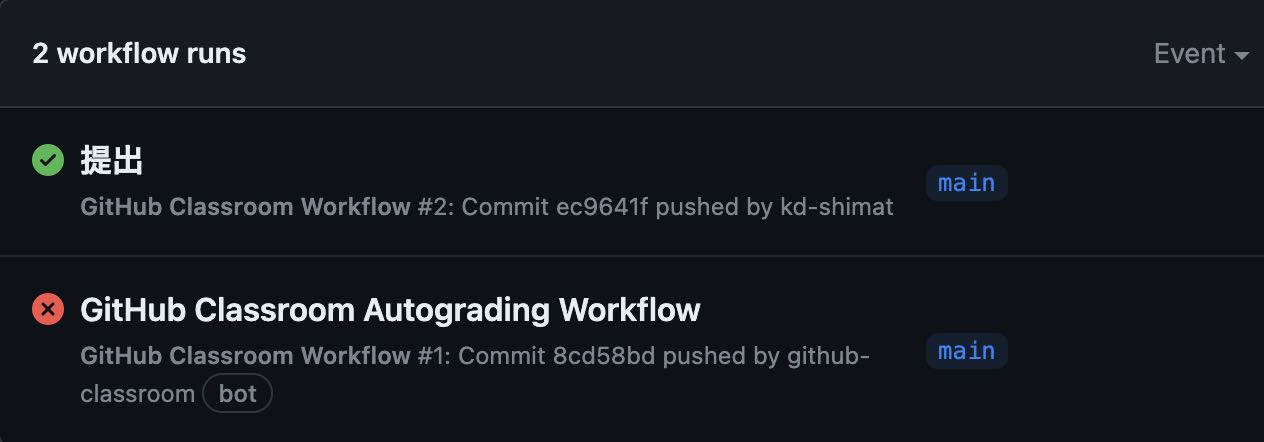 2 workflow runs
Event
提出
GitHub Classroom Workflow #2: Commit ec9641f pushed by kd-shimat
main
GitHub Classroom Autograding Workflow
GitHub Classroom Workflow #1: Commit 8cd58bd pushed by github-
classroom bot
main